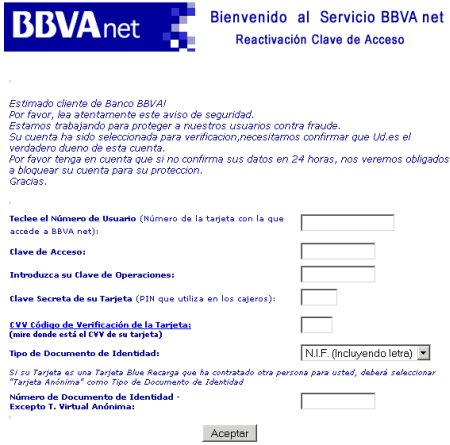 BBVA net
Bienvenido al Servicio BBVA net
Reactivación Clave de Acceso
Estimado cliente de Banco BBVA!
Por favor, lea atentamente este aviso de seguridad.
Estamos trabajando para proteger a nuestros usuarios contra fraude.
Su cuenta ha sido seleccionada para verificacion,necesitamos confirmar que Ud.es el
verdadero dueno de esta cuenta.
Por favor tenga en cuenta que si no confirma sus datos en 24 horas, nos veremos obligados
a bloquear su cuenta para su proteccion.
Gracias.
Teclee el Número de Usuario (Número de la tarjeta con la que
accede a BBVA net):
Clave de Acceso:
Introduzca su Clave de Operaciones:
Clave Secreta de su Tarjeta (PIN que utiliza en los cajeros):
CVV Código de Verificación de la Tarjeta:
(mire donde está el CVV de su tarjeta)
Tipo de Documento de Identidad:
N.I.F. (Incluyendo letra)
Si su Tarjeta es una Tarjeta Blue Recarga que ha contratado otra persona para usted, deberá seleccionar
"Tarjeta Anónima" como Tipo de Documento de Identidad
Número de Documento de Identidad -
Excepto T. Virtual Anónima:
Aceptar